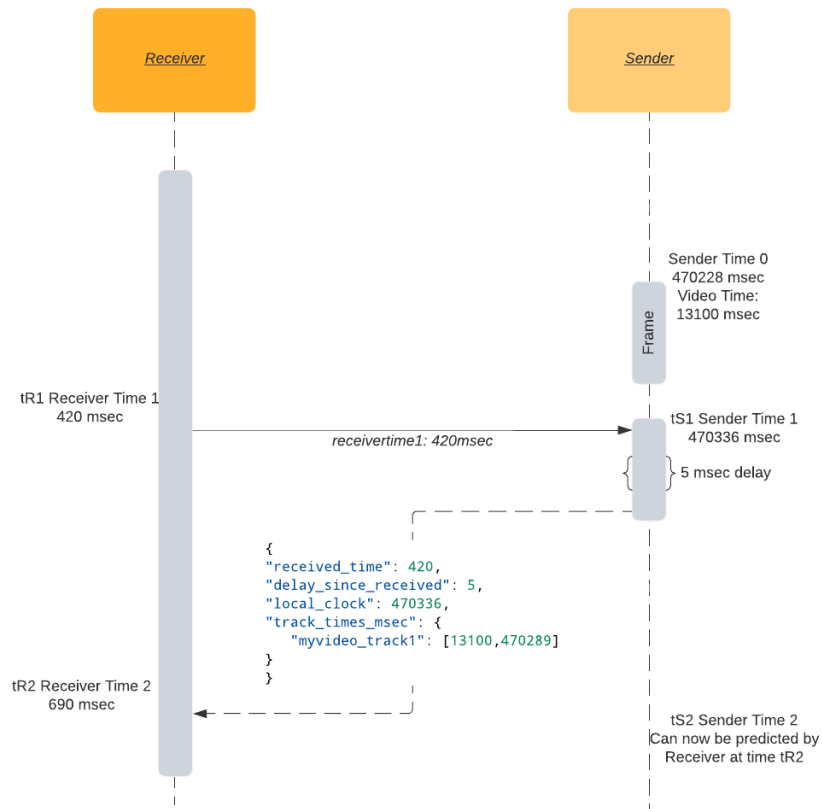 Receiver
Sender
Sender Time 0
470228 msec
Video Time:
13100 msec
Frame
tR1 Receiver Time 1
420 msec
tS1 Sender Time 1
470336 msec
receivertime1: 420msec
5 msec delay
{
"received_time": 420,
"delay_since_received": 5,
"local_clock": 470336,
"track_times_msec": {
"myvideo_track1": [13100,470289]
}
}
tR2 Receiver Time 2
690 msec
tS2 Sender Time 2
Can now be predicted by
Receiver at time tR2